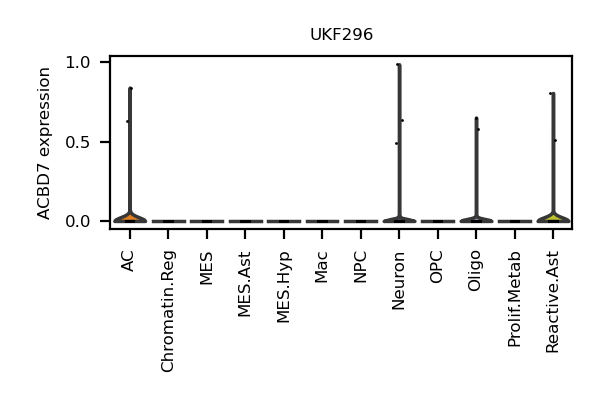 UKF296
ACBD7 expression
1.0
0.5
0.0
AC
Chromatin.Reg
MES
MES.Ast
MES.Hyp
Mac
NPC
Neuron
OPC
Oligo
Prolif.Metab
Reactive.Ast